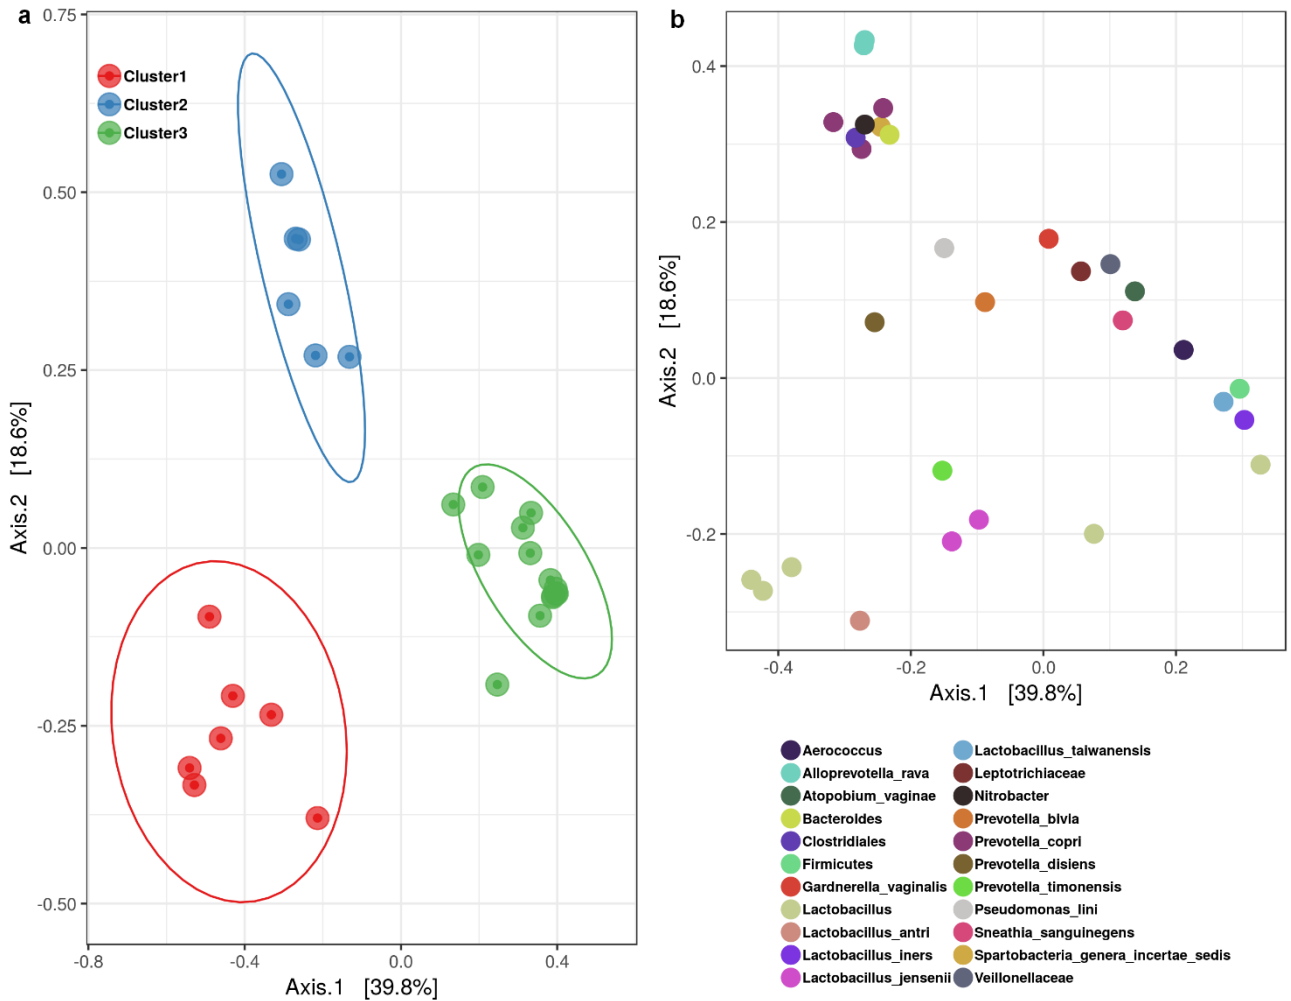 a
0.75
0.50
0.25
0.00
-0.25
-0.50
Axis.2 [18.6%]
Cluster1
Cluster2
Cluster3
-0.8
-0.4
0.0
0.4
Axis.1 [39.8%]
b
0.4
0.2
0.0
-0.2
Axis.2 [18.6%]
-0.4
-0.2
0.0
0.2
Axis.1 [39.8%]
Aerococcus
Alloprevotella_rava
Atopobium_vaginae
Bacteroides
Clostridiales
Firmicutes
Gardnerella_vaginalis
Lactobacillus
Lactobacillus_antri
Lactobacillus_iners
Lactobacillus_jensenii
Lactobacillus_taiwanensis
Leptotrichiaceae
Nitrobacter
Prevotella_bivia
Prevotella_copri
Prevotella_disiens
Prevotella_timonensis
Pseudomonas_lini
Sneathia_sanguinegens
Spartobacteria_genera_incertae_sedis
Veillonellaceae